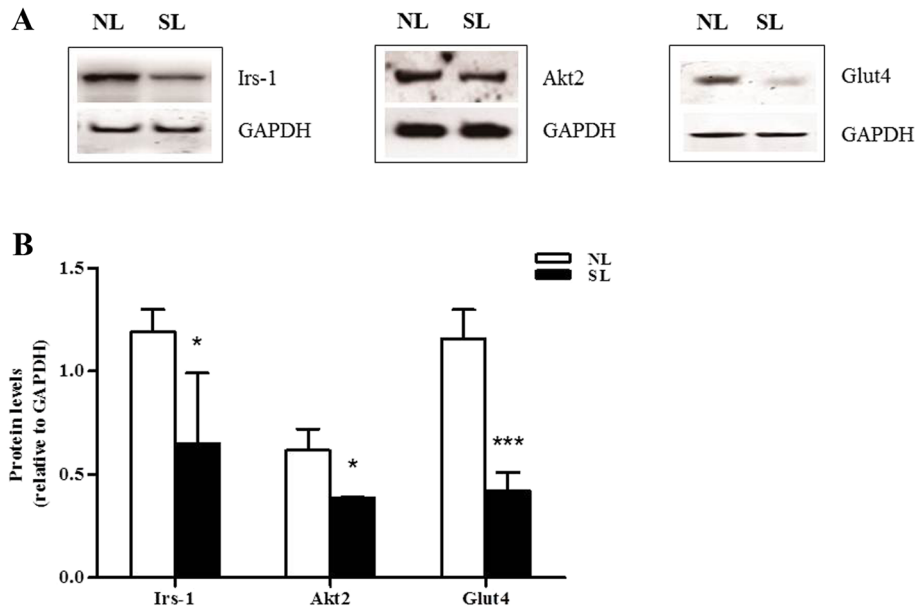 A
NL SL
NL SL
NL SL
Irs-1
GAPDH
Akt2
GAPDH
Glut4
GAPDH
B
NL
SL
Protein levels
(relative to GAPDH)
1.5
1.0
0.5
0.0
*
*
***
Irs-1 Akt2 Glut4